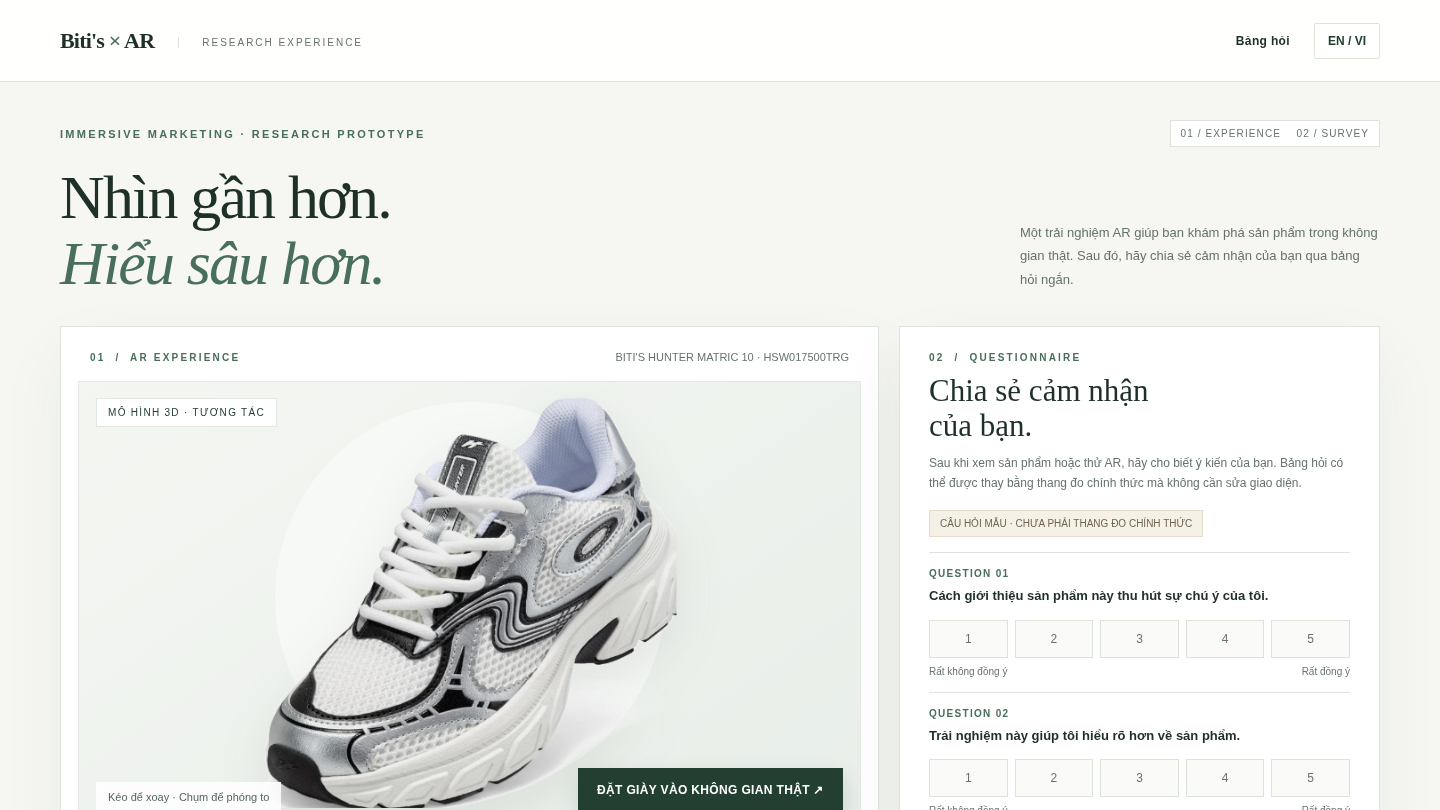 Biti's × AR
RESEARCH EXPERIENCE
Bảng hỏi
EN / VI
IMMERSIVE MARKETING · RESEARCH PROTOTYPE
01 / EXPERIENCE 02 / SURVEY
Nhìn gần hơn.
Hiểu sâu hơn.
Một trải nghiệm AR giúp bạn khám phá sản phẩm trong không
gian thật. Sau đó, hãy chia sẻ cảm nhận của bạn qua bảng
hỏi ngắn.
01 / AR EXPERIENCE
BITI'S HUNTER MATRIC 10 · HSW017500TRG
MÔ HÌNH 3D · TƯƠNG TÁC
Kéo để xoay · Chụm để phóng to
ĐẶT GIÀY VÀO KHÔNG GIAN THẬT ↗
02 / QUESTIONNAIRE
Chia sẻ cảm nhận
của bạn.
Sau khi xem sản phẩm hoặc thử AR, hãy cho biết ý kiến của bạn. Bảng hỏi có
thể được thay bằng thang đo chính thức mà không cần sửa giao diện.
CÂU HỎI MẪU · CHƯA PHẢI THANG ĐO CHÍNH THỨC
QUESTION 01
Cách giới thiệu sản phẩm này thu hút sự chú ý của tôi.
1 2 3 4 5
Rất không đồng ý Rất đồng ý
QUESTION 02
Trải nghiệm này giúp tôi hiểu rõ hơn về sản phẩm.
1 2 3 4 5
Rất không đồng ý Rất đồng ý